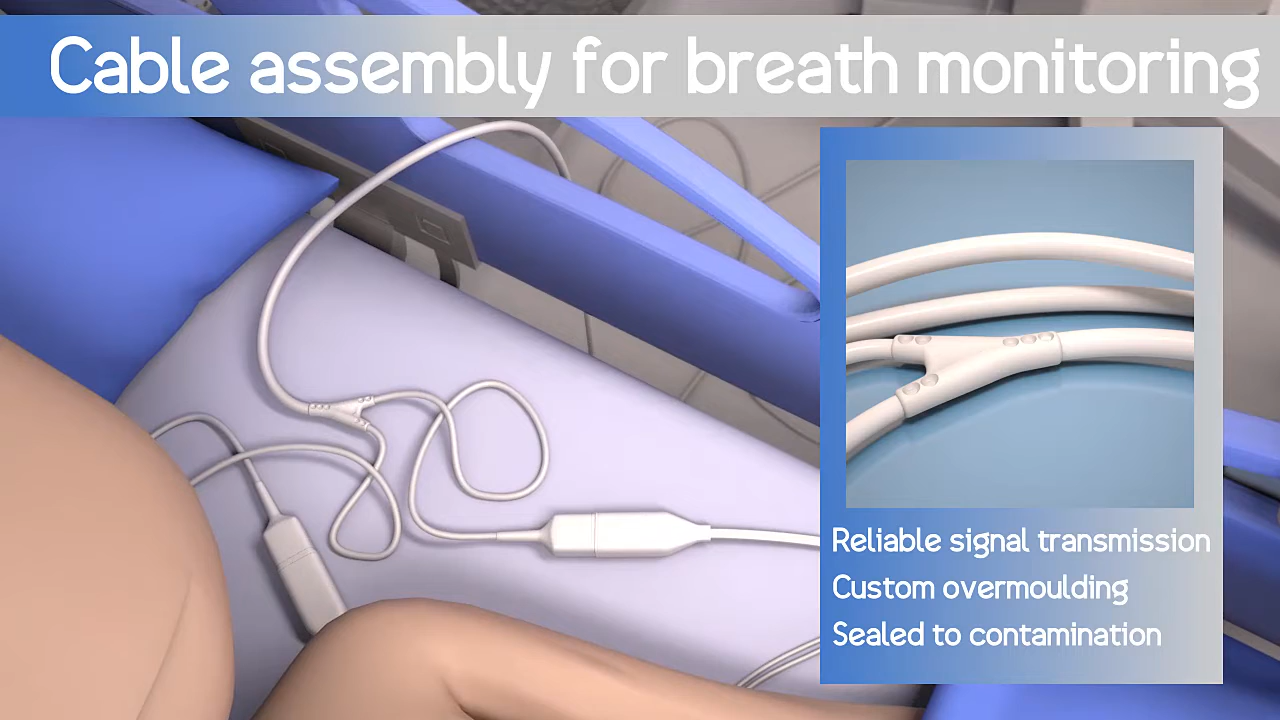 Cable assembly for breath monitoring
Reliable signal transmission
Custom overmoulding
Sealed to contamination